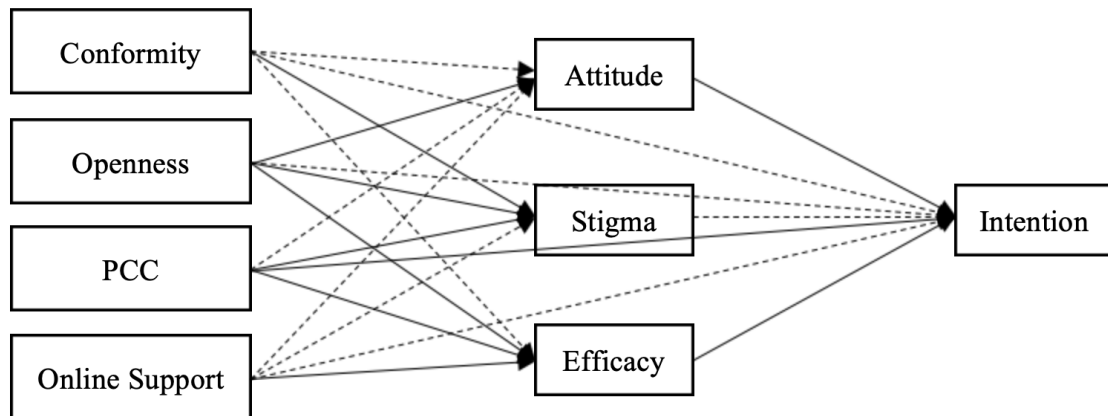 Conformity
Openness
PCC
Online Support
Attitude
Stigma
Efficacy
Intention